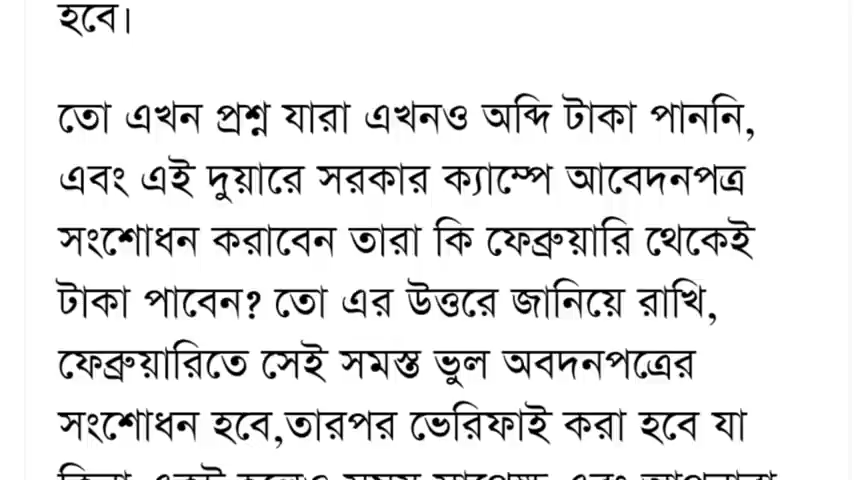 হবে।
তো এখন প্রশ্ন যারা এখনও অব্দি টাকা পাননি,
এবং এই দুয়ারে সরকার ক্যাম্পে আবেদনপত্র
সংশোধন করাবেন তারা কি ফেব্রুয়ারি থেকেই
টাকা পাবেন? তো এর উত্তরে জানিয়ে রাখি,
ফেব্রুয়ারিতে সেই সমস্ত ভুল অবদনপত্রের
সংশোধন হবে,তারপর ভেরিফাই করা হবে যা